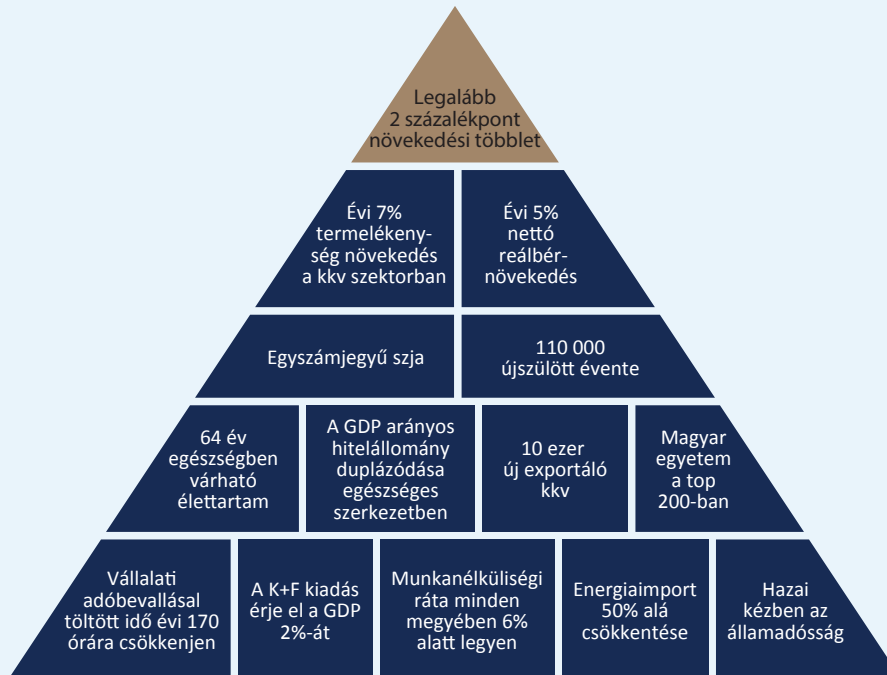 Legalább
2 százalékpont
növekedési többlet
Évi 7%
termelékeny-
ség növekedés
a kkv szektorban
Évi 5%
nettó
reálbér-
növekedés
Egyszámjegyű szja
110 000
újszülött évente
64 év
egészségben
várható
élettartam
A GDP arányos
hitelállomány
duplázódása
egészséges
szerkezetben
10 ezer
új exportáló
kkv
Magyar
egyetem
a top
200-ban
Vállalati
adóbevallásal
töltött idő évi 170
órára csökkenjen
A K+F kiadás
érje el a GDP
2%-át
Munkanélküliségi
ráta minden
megyében 6%
alatt legyen
Energiaimport
50% alá
csökkentése
Hazai
kézben az
államadósság